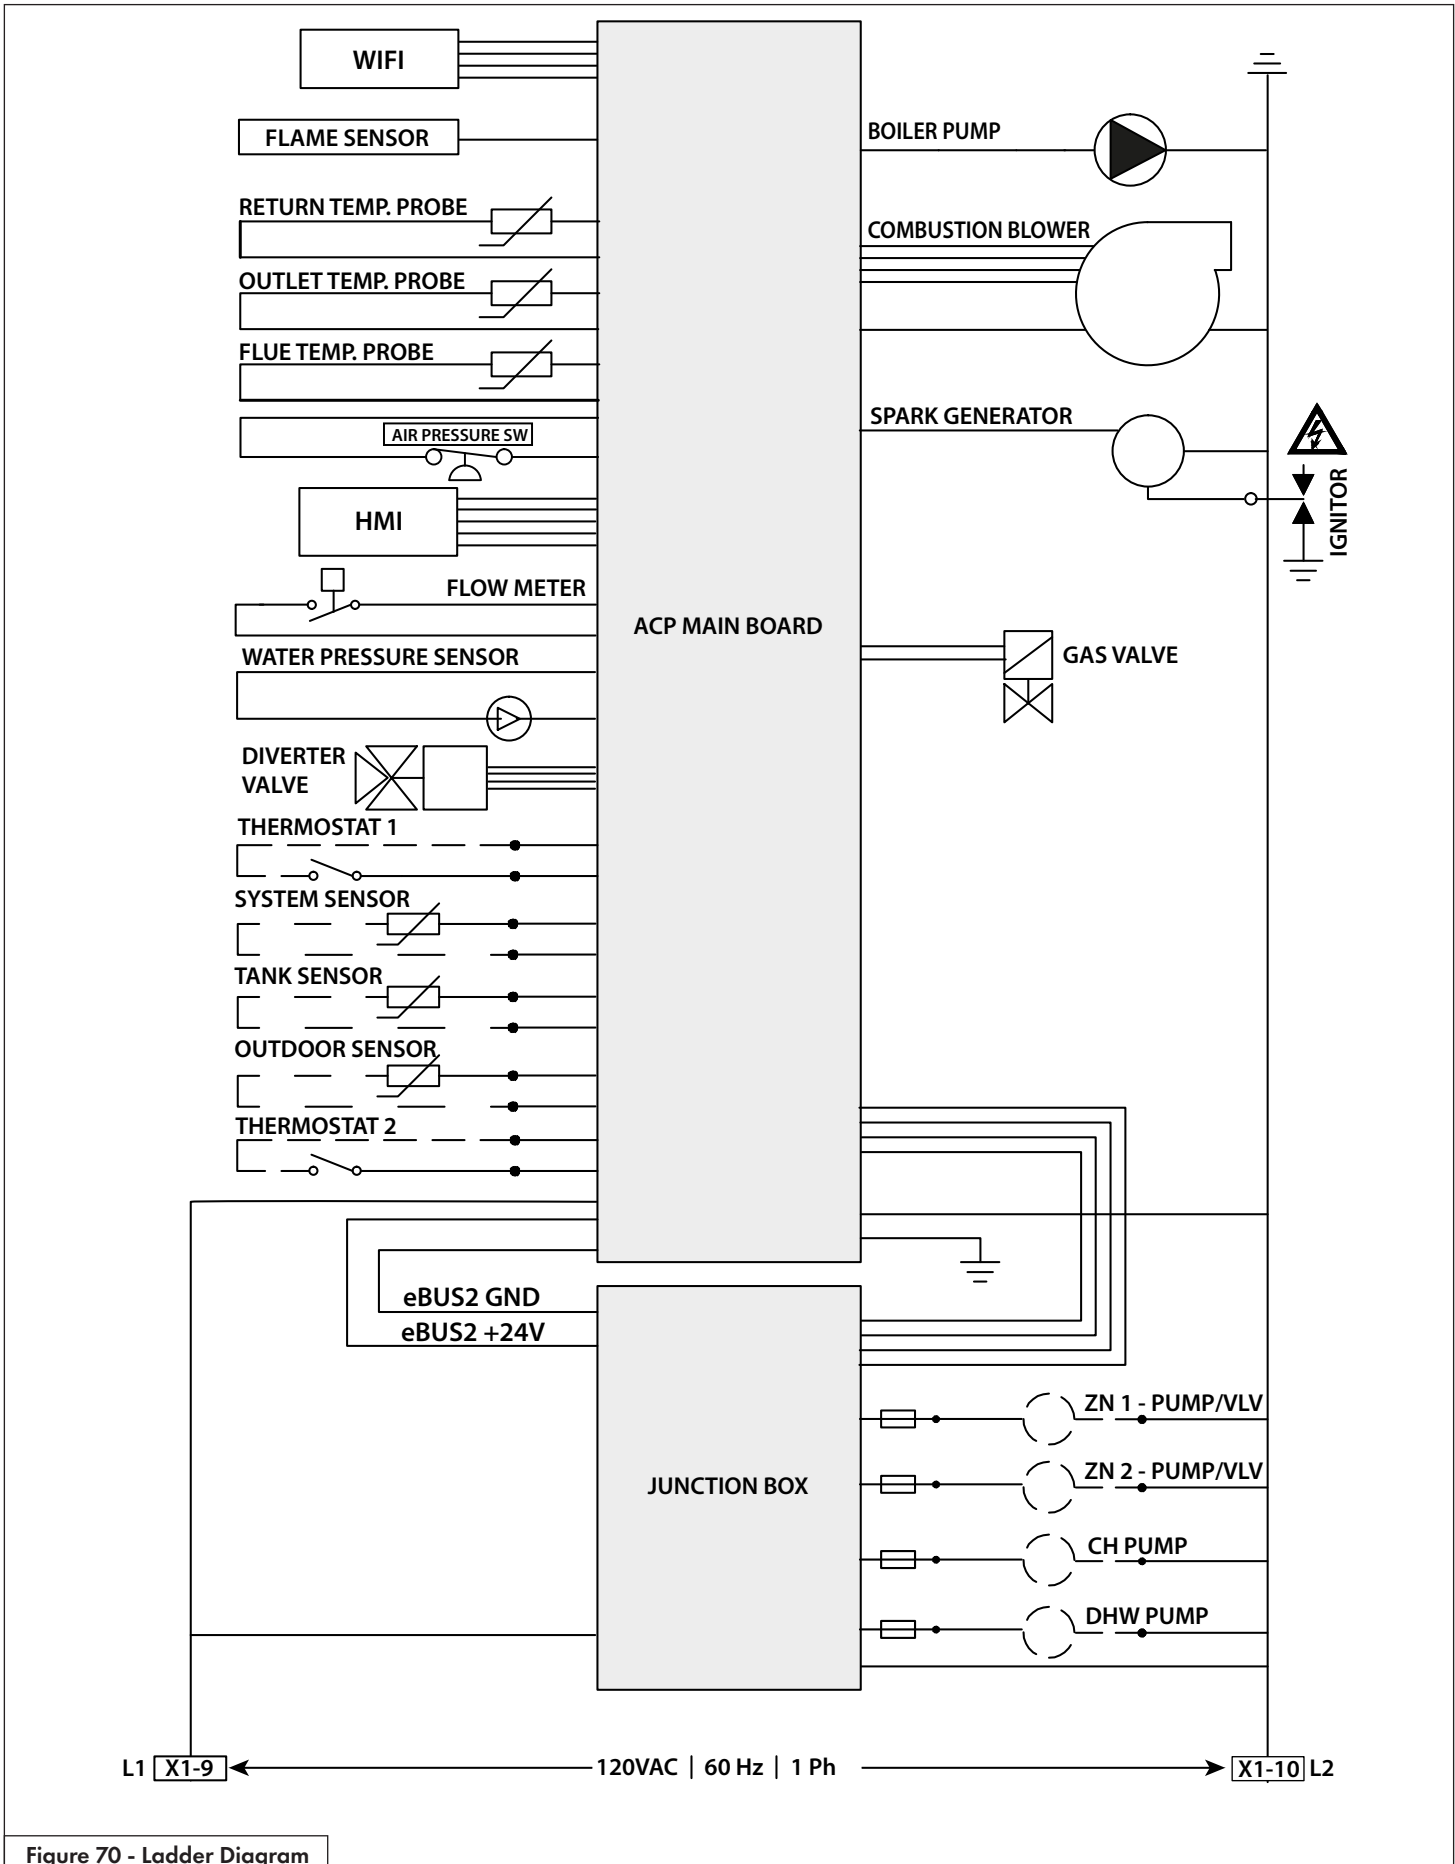 WIFI
FLAME SENSOR
RETURN TEMP. PROBE
OUTLET TEMP. PROBE
FLUE TEMP. PROBE
AIR PRESSURE SW
HMI
FLOW METER
WATER PRESSURE SENSOR
DIVERTER
VALVE
THERMOSTAT 1
SYSTEM SENSOR
TANK SENSOR
OUTDOOR SENSOR
THERMOSTAT 2
eBUS2 GND
eBUS2 +24V
ACP MAIN BOARD
JUNCTION BOX
BOILER PUMP
COMBUSTION BLOWER
SPARK GENERATOR
IGNITOR
GAS VALVE
ZN 1 - PUMP/VLV
ZN 2 - PUMP/VLV
CH PUMP
DHW PUMP
L1 X1-9 120VAC | 60 Hz | 1 Ph X1-10 L2
Figure 70 - Ladder Diagram